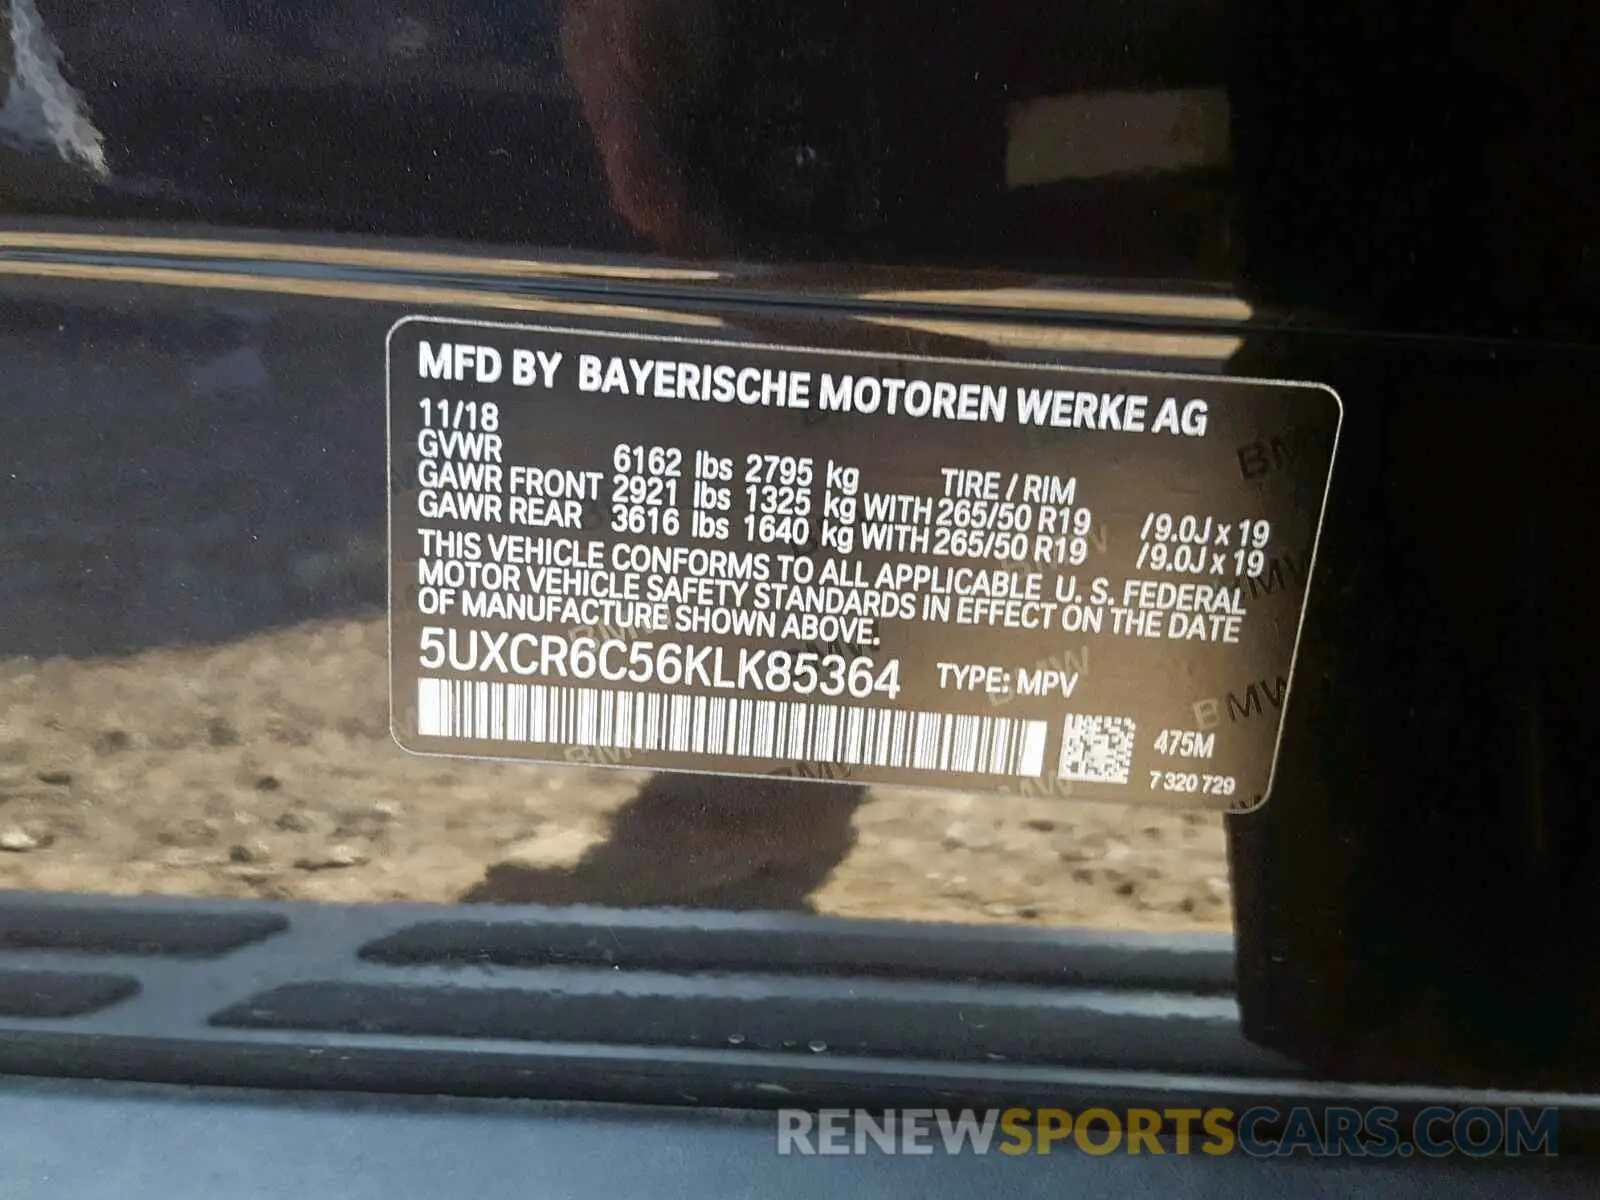 MFD BY BAYERISCHE MOTOREN WERKE AG
11/18
GVWR 6162 lbs 2795 kg TIRE / RIM
GAWR FRONT 2921 lbs 1325 kg WITH 265/50 R19 /9.0J x 19
GAWR REAR 3616 lbs 1640 kg WITH 265/50 R19 /9.0J x 19
THIS VEHICLE CONFORMS TO ALL APPLICABLE U. S. FEDERAL
MOTOR VEHICLE SAFETY STANDARDS IN EFFECT ON THE DATE
OF MANUFACTURE SHOWN ABOVE.
5UXCR6C56KLK85364 TYPE: MPV
475M
7 320 729
RENEWSPORTSCARS.COM